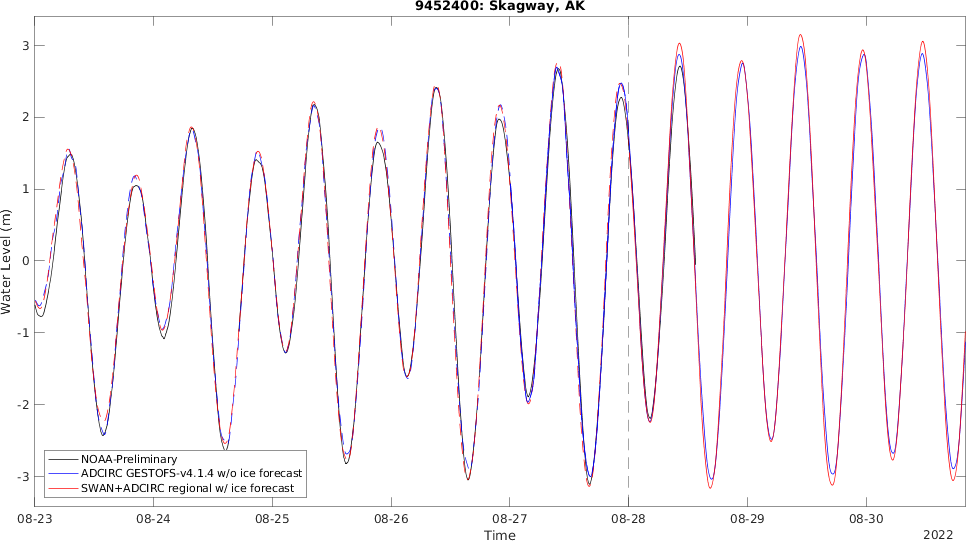 9452400: Skagway, AK
Water Level (m)
3
2
1
0
-1
-2
-3
NOAA-Preliminary
ADCIRC GESTOFS-v4.1.4 w/o ice forecast
SWAN+ADCIRC regional w/ ice forecast
08-23
08-24
08-25
08-26
08-27
08-28
08-29
08-30
Time
2022